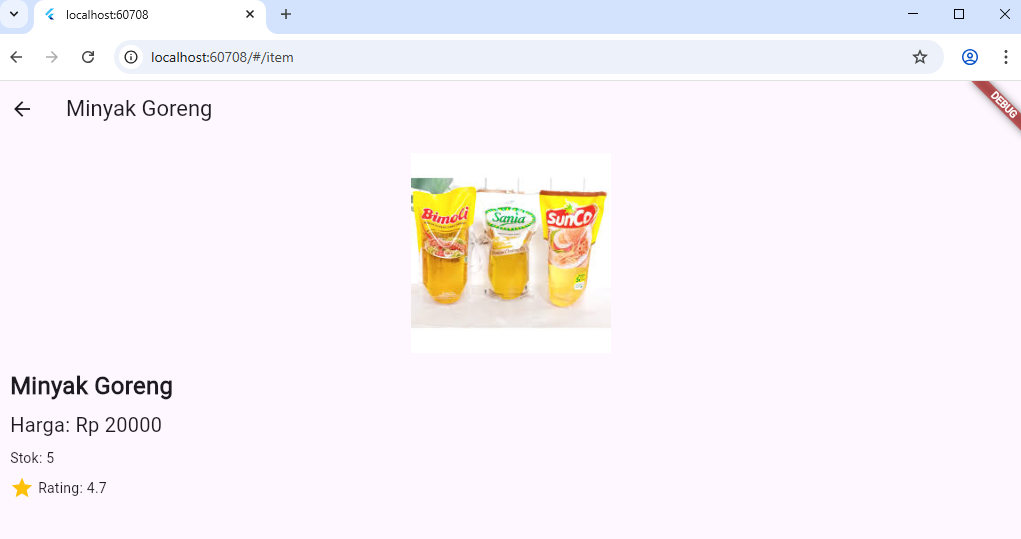 localhost:60708
localhost:60708/#/item
Minyak Goreng
DEBUG
Bimoli
Sania
SunCo
Minyak Goreng
Harga: Rp 20000
Stok: 5
Rating: 4.7